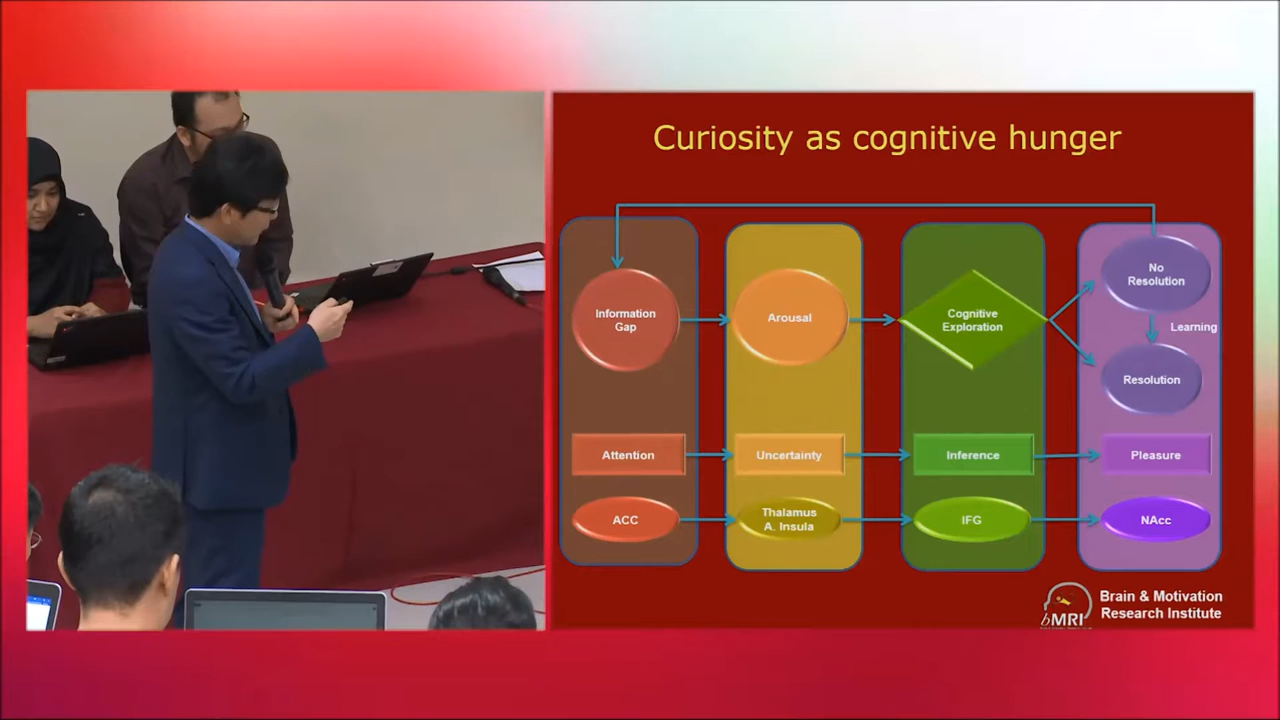 Curiosity as cognitive hunger
Information
Gap
Arousal
Cognitive
Exploration
No
Resolution
Learning
Resolution
Attention
Uncertainty
Inference
Pleasure
ACC
Thalamus
A. Insula
IFG
NAcc
bMRI
Brain & Motivation
Research Institute